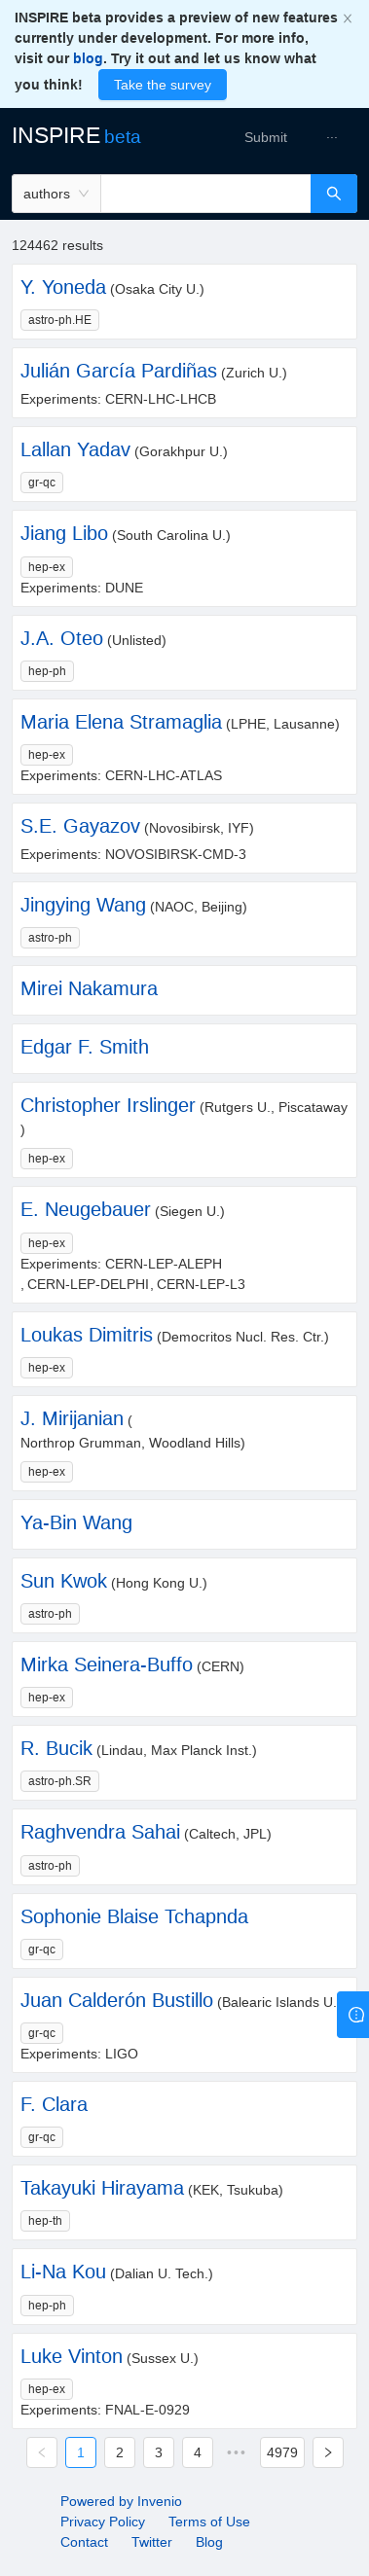 INSPIRE beta provides a preview of new features
currently under development. For more info,
visit our blog. Try it out and let us know what
you think! Take the survey
INSPIRE beta Submit ···
authors
124462 results
Y. Yoneda (Osaka City U.)
astro-ph.HE
Julián García Pardiñas (Zurich U.)
Experiments: CERN-LHC-LHCB
Lallan Yadav (Gorakhpur U.)
gr-qc
Jiang Libo (South Carolina U.)
hep-ex
Experiments: DUNE
J.A. Oteo (Unlisted)
hep-ph
Maria Elena Stramaglia (LPHE, Lausanne)
hep-ex
Experiments: CERN-LHC-ATLAS
S.E. Gayazov (Novosibirsk, IYF)
Experiments: NOVOSIBIRSK-CMD-3
Jingying Wang (NAOC, Beijing)
astro-ph
Mirei Nakamura
Edgar F. Smith
Christopher Irslinger (Rutgers U., Piscataway
)
hep-ex
E. Neugebauer (Siegen U.)
hep-ex
Experiments: CERN-LEP-ALEPH
, CERN-LEP-DELPHI, CERN-LEP-L3
Loukas Dimitris (Democritos Nucl. Res. Ctr.)
hep-ex
J. Mirijanian (
Northrop Grumman, Woodland Hills)
hep-ex
Ya-Bin Wang
Sun Kwok (Hong Kong U.)
astro-ph
Mirka Seinera-Buffo (CERN)
hep-ex
R. Bucik (Lindau, Max Planck Inst.)
astro-ph.SR
Raghvendra Sahai (Caltech, JPL)
astro-ph
Sophonie Blaise Tchapnda
gr-qc
Juan Calderón Bustillo (Balearic Islands U.
gr-qc
Experiments: LIGO
F. Clara
gr-qc
Takayuki Hirayama (KEK, Tsukuba)
hep-th
Li-Na Kou (Dalian U. Tech.)
hep-ph
Luke Vinton (Sussex U.)
hep-ex
Experiments: FNAL-E-0929
1 2 3 4 ••• 4979
Powered by Invenio
Privacy Policy Terms of Use
Contact Twitter Blog